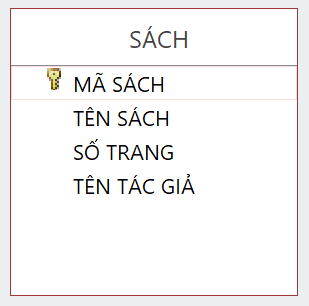 SÁCH
MÃ SÁCH
TÊN SÁCH
SỐ TRANG
TÊN TÁC GIẢ